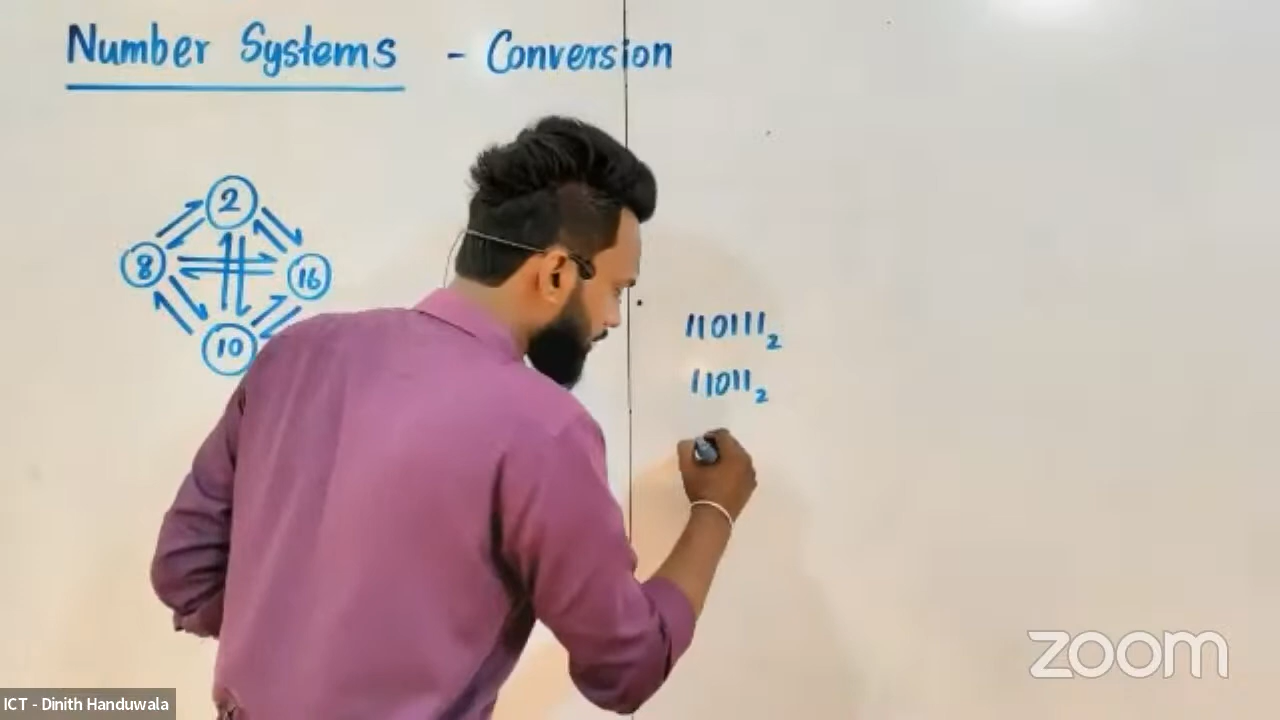 Number Systems - Conversion
2
8
16
10
110111₂
11011₂
zoom
ICT - Dinith Handuwala